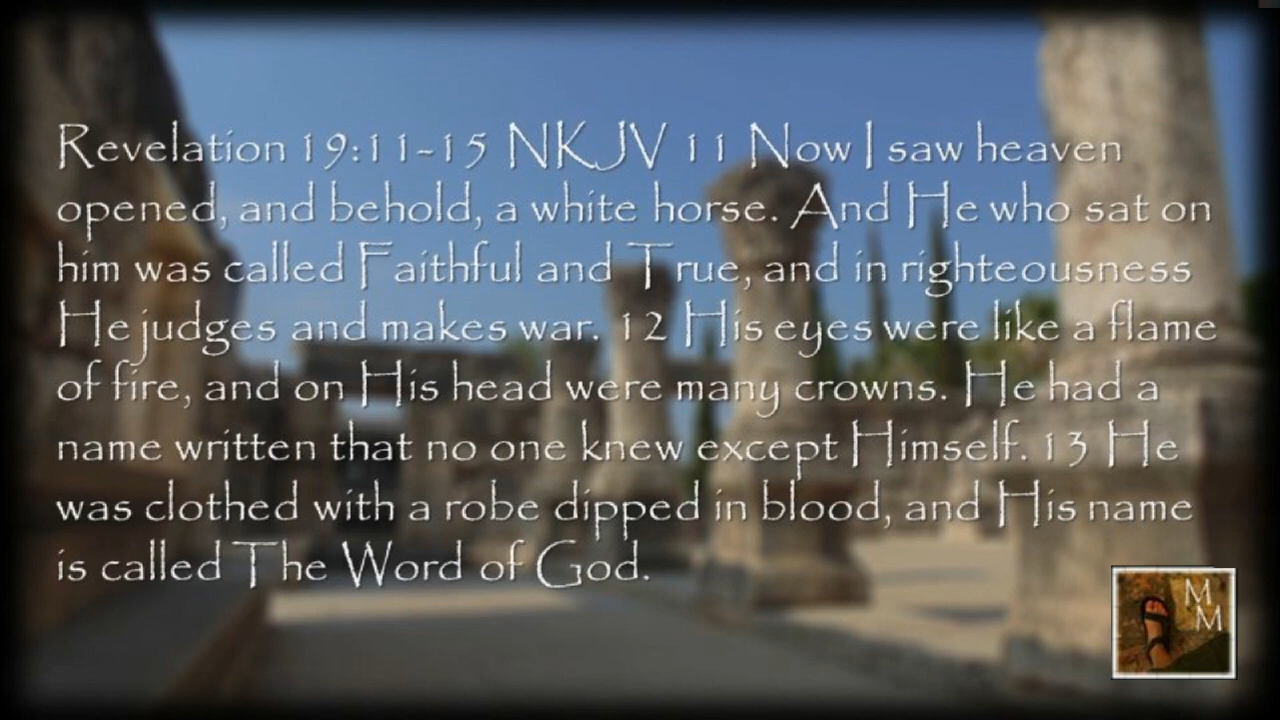 Revelation 19:11-15 NKJV 11 Now I saw heaven
opened, and behold, a white horse. And He who sat on
him was called Faithful and True, and in righteousness
He judges and makes war. 12 His eyes were like a flame
of fire, and on His head were many crowns. He had a
name written that no one knew except Himself. 13 He
was clothed with a robe dipped in blood, and His name
is called The Word of God.
M
M